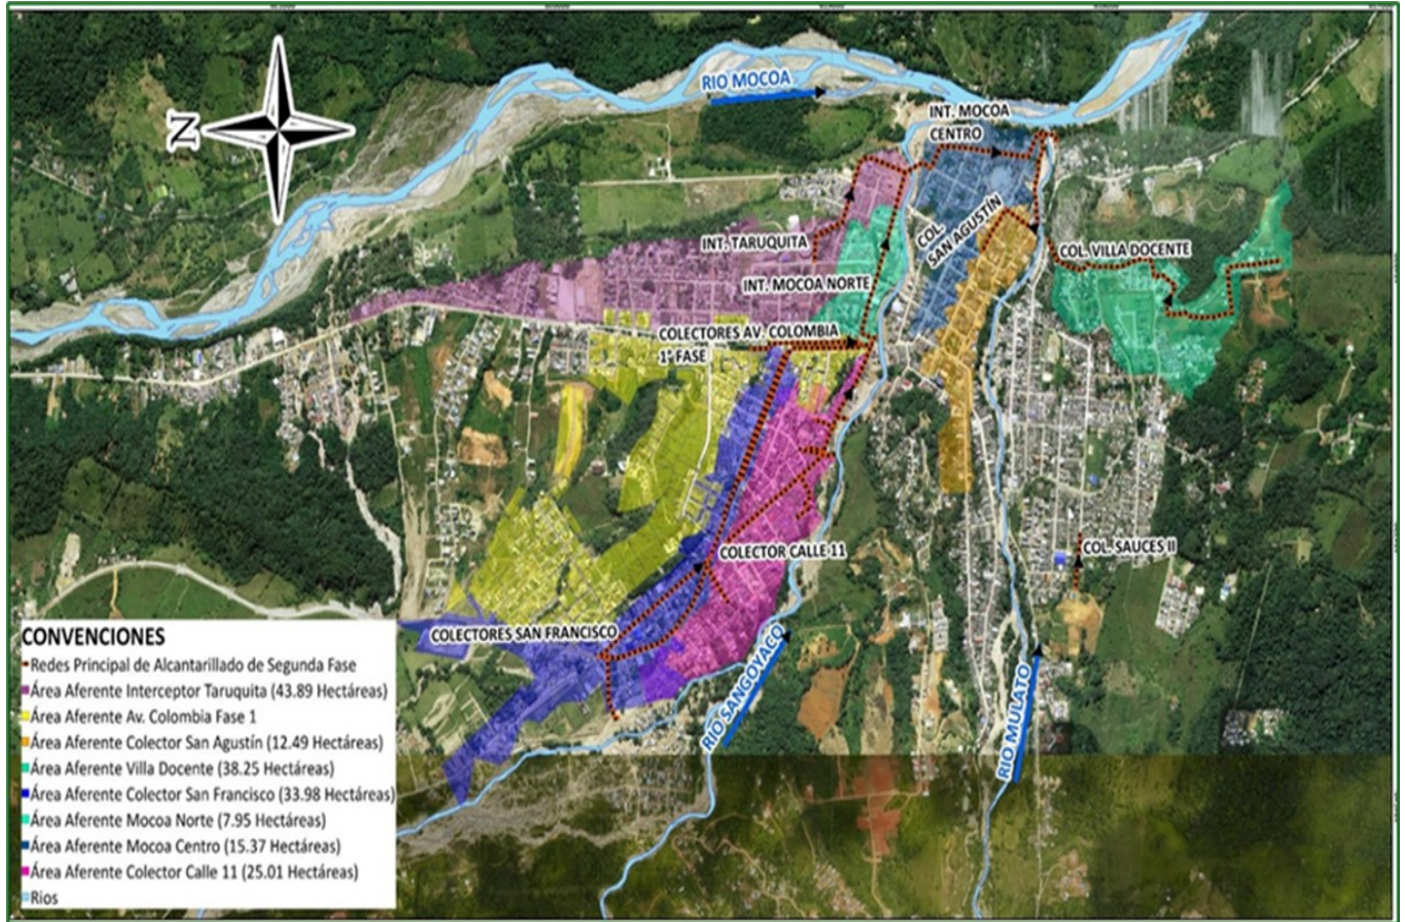 RIO MOCOA
INT. MOCOA
CENTRO
N
COL.
SAN AGUSTÍN
INT. TARUQUITA
COL. VILLA DOCENTE
INT. MOCOA NORTE
COLECTORES AV. COLOMBIA
1° FASE
COLECTOR CALLE 11
COL. SAUCES II
COLECTORES SAN FRANCISCO
RIO SANGOYACO
RIO MULATO
CONVENCIONES
Redes Principal de Alcantarillado de Segunda Fase
Área Aferente Interceptor Taruquita (43.89 Hectáreas)
Área Aferente Av. Colombia Fase 1
Área Aferente Colector San Agustín (12.49 Hectáreas)
Área Aferente Villa Docente (38.25 Hectáreas)
Área Aferente Colector San Francisco (33.98 Hectáreas)
Área Aferente Mocoa Norte (7.95 Hectáreas)
Área Aferente Mocoa Centro (15.37 Hectáreas)
Área Aferente Colector Calle 11 (25.01 Hectáreas)
Rios